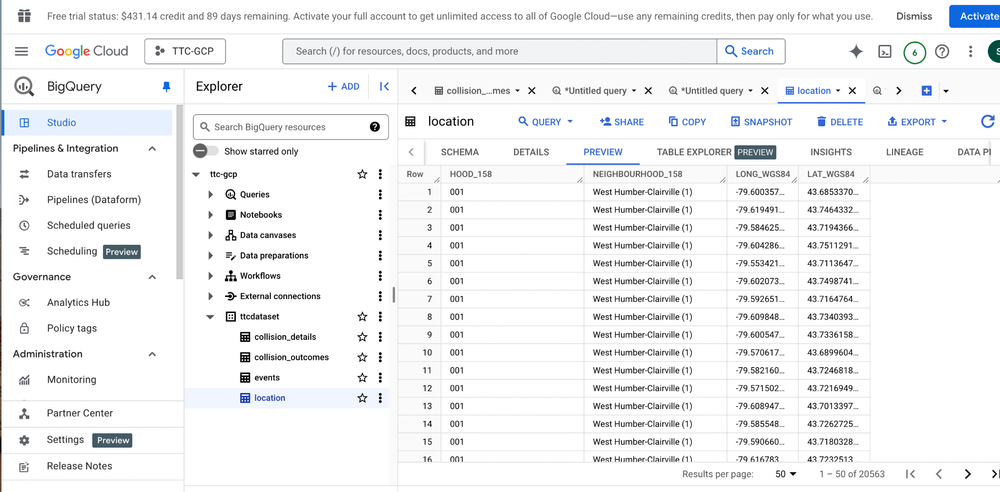 Free trial status: $431.14 credit and 89 days remaining. Activate your full account to get unlimited access to all of Google Cloud—use any remaining credits, then pay only for what you use.
Dismiss
Activate
Google Cloud
TTC-GCP
Search (/) for resources, docs, products, and more
Search
6
S
BigQuery
Studio
Pipelines & Integration
Data transfers
Pipelines (Dataform)
Scheduled queries
Scheduling Preview
Governance
Analytics Hub
Policy tags
Administration
Monitoring
Partner Center
Settings Preview
Release Notes
Explorer
+ ADD
Search BigQuery resources
Show starred only
ttc-gcp
Queries
Notebooks
Data canvases
Data preparations
Workflows
External connections
ttcdataset
collision_details
collision_outcomes
events
location
collision_...mes
*Untitled query
*Untitled query
location
location
QUERY
SHARE
COPY
SNAPSHOT
DELETE
EXPORT
SCHEMA
DETAILS
PREVIEW
TABLE EXPLORER PREVIEW
INSIGHTS
LINEAGE
DATA P
Row HOOD_158 NEIGHBOURHOOD_158 LONG_WGS84 LAT_WGS84
1 001 West Humber-Clairville (1) -79.600357... 43.6853370...
2 001 West Humber-Clairville (1) -79.619491... 43.7464332...
3 001 West Humber-Clairville (1) -79.584625... 43.7194366...
4 001 West Humber-Clairville (1) -79.604286... 43.7511291...
5 001 West Humber-Clairville (1) -79.553421... 43.7113647...
6 001 West Humber-Clairville (1) -79.602073... 43.7498741...
7 001 West Humber-Clairville (1) -79.592651... 43.7164764...
8 001 West Humber-Clairville (1) -79.609848... 43.7340393...
9 001 West Humber-Clairville (1) -79.600547... 43.7336158...
10 001 West Humber-Clairville (1) -79.570617... 43.6899604...
11 001 West Humber-Clairville (1) -79.582160... 43.7246818...
12 001 West Humber-Clairville (1) -79.571502... 43.7216949...
13 001 West Humber-Clairville (1) -79.608947... 43.7013397...
14 001 West Humber-Clairville (1) -79.585548... 43.7262725...
15 001 West Humber-Clairville (1) -79.590660... 43.7180328...
16 001 West Humber-Clairville (1) -79.616783... 43.7232513...
Results per page: 50 1 – 50 of 20563